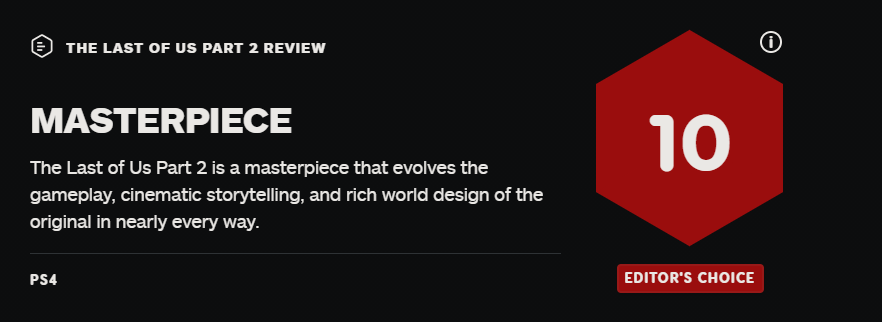 THE LAST OF US PART 2 REVIEW
MASTERPIECE
The Last of Us Part 2 is a masterpiece that evolves the
gameplay, cinematic storytelling, and rich world design of the
original in nearly every way.
PS4
10
EDITOR'S CHOICE